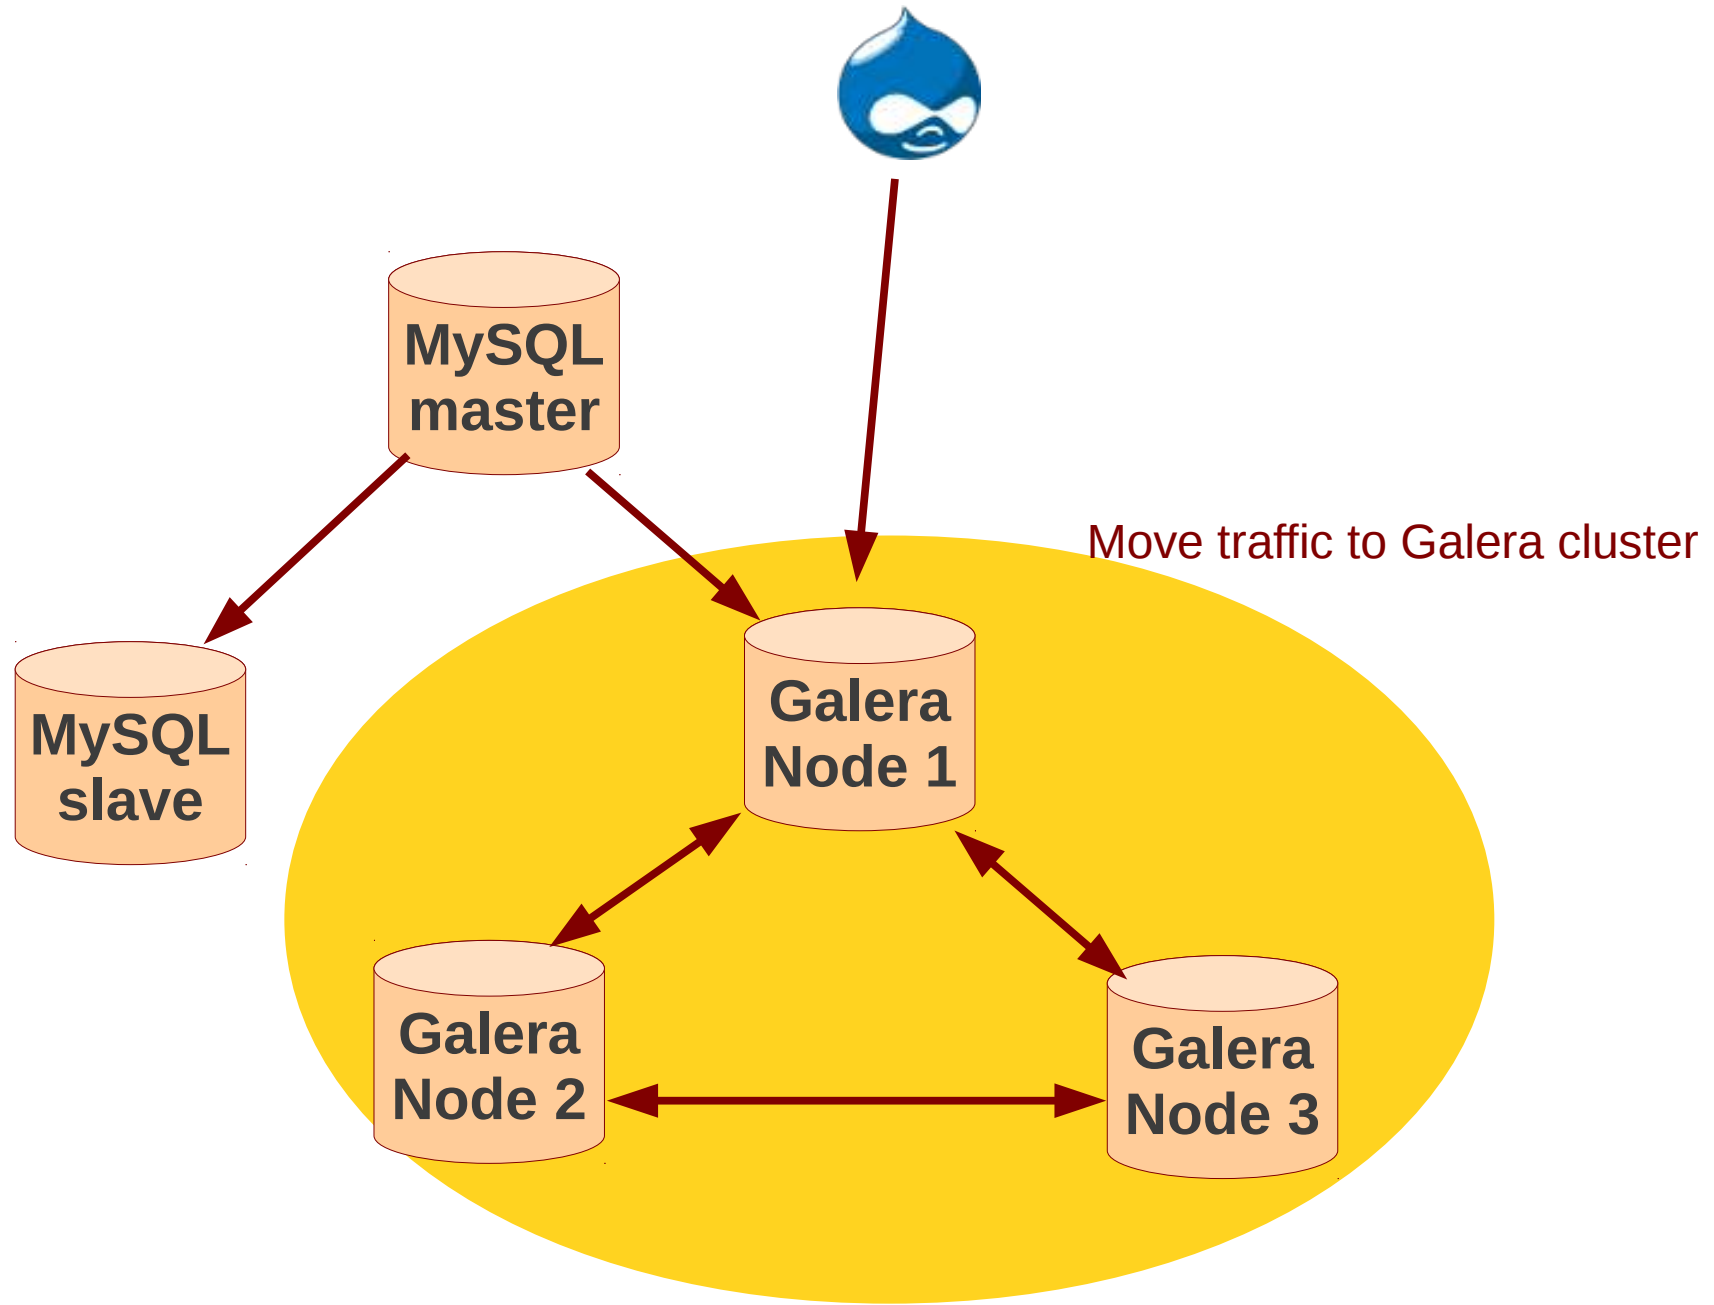 MySQL
master
Move traffic to Galera cluster
MySQL
slave
Galera
Node 1
Galera
Node 2
Galera
Node 3